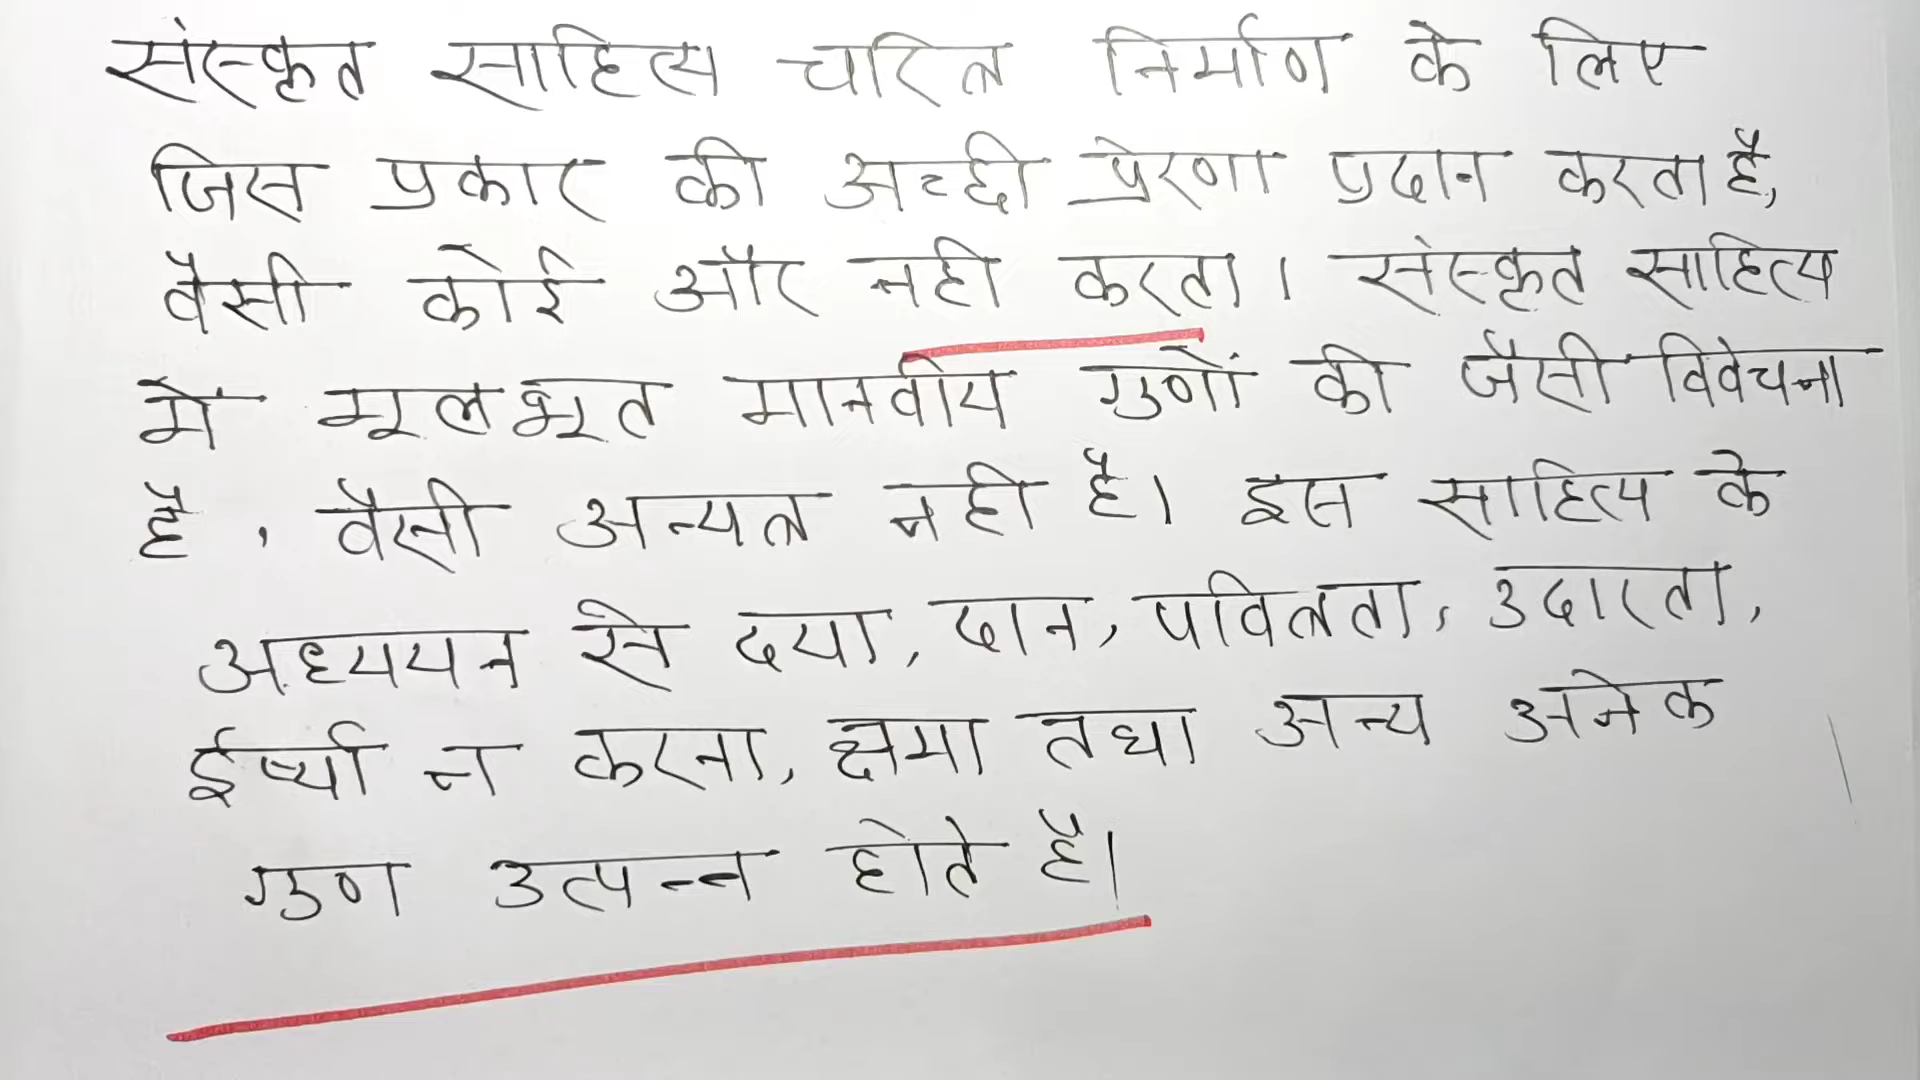 संस्कृत साहित्य चरित्र निर्माण के लिए
जिस प्रकार की अच्छी प्रेरणा प्रदान करता है,
वैसी कोई और नही करता। संस्कृत साहित्य
मे मूलभूत मानवीय गुणों की जैसी विवेचना
है, वैसी अन्यत्र नही है। इस साहित्य के
अध्ययन से दया, दान, पवित्रता, उदारता,
ईर्ष्या न करना, क्षमा तथा अन्य अनेक
गुण उत्पन्न होते है।